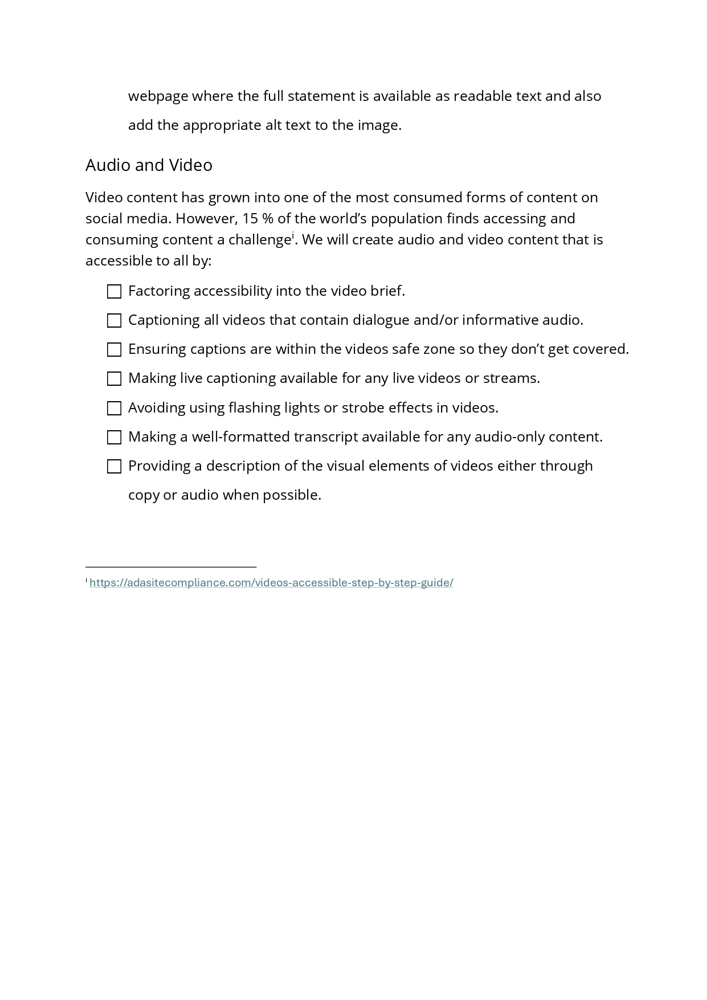 webpage where the full statement is available as readable text and also
add the appropriate alt text to the image.
Audio and Video
Video content has grown into one of the most consumed forms of content on
social media. However, 15 % of the world’s population finds accessing and
consuming content a challengeⁱ. We will create audio and video content that is
accessible to all by:
☐ Factoring accessibility into the video brief.
☐ Captioning all videos that contain dialogue and/or informative audio.
☐ Ensuring captions are within the videos safe zone so they don’t get covered.
☐ Making live captioning available for any live videos or streams.
☐ Avoiding using flashing lights or strobe effects in videos.
☐ Making a well-formatted transcript available for any audio-only content.
☐ Providing a description of the visual elements of videos either through
copy or audio when possible.
ⁱ https://adasitecompliance.com/videos-accessible-step-by-step-guide/